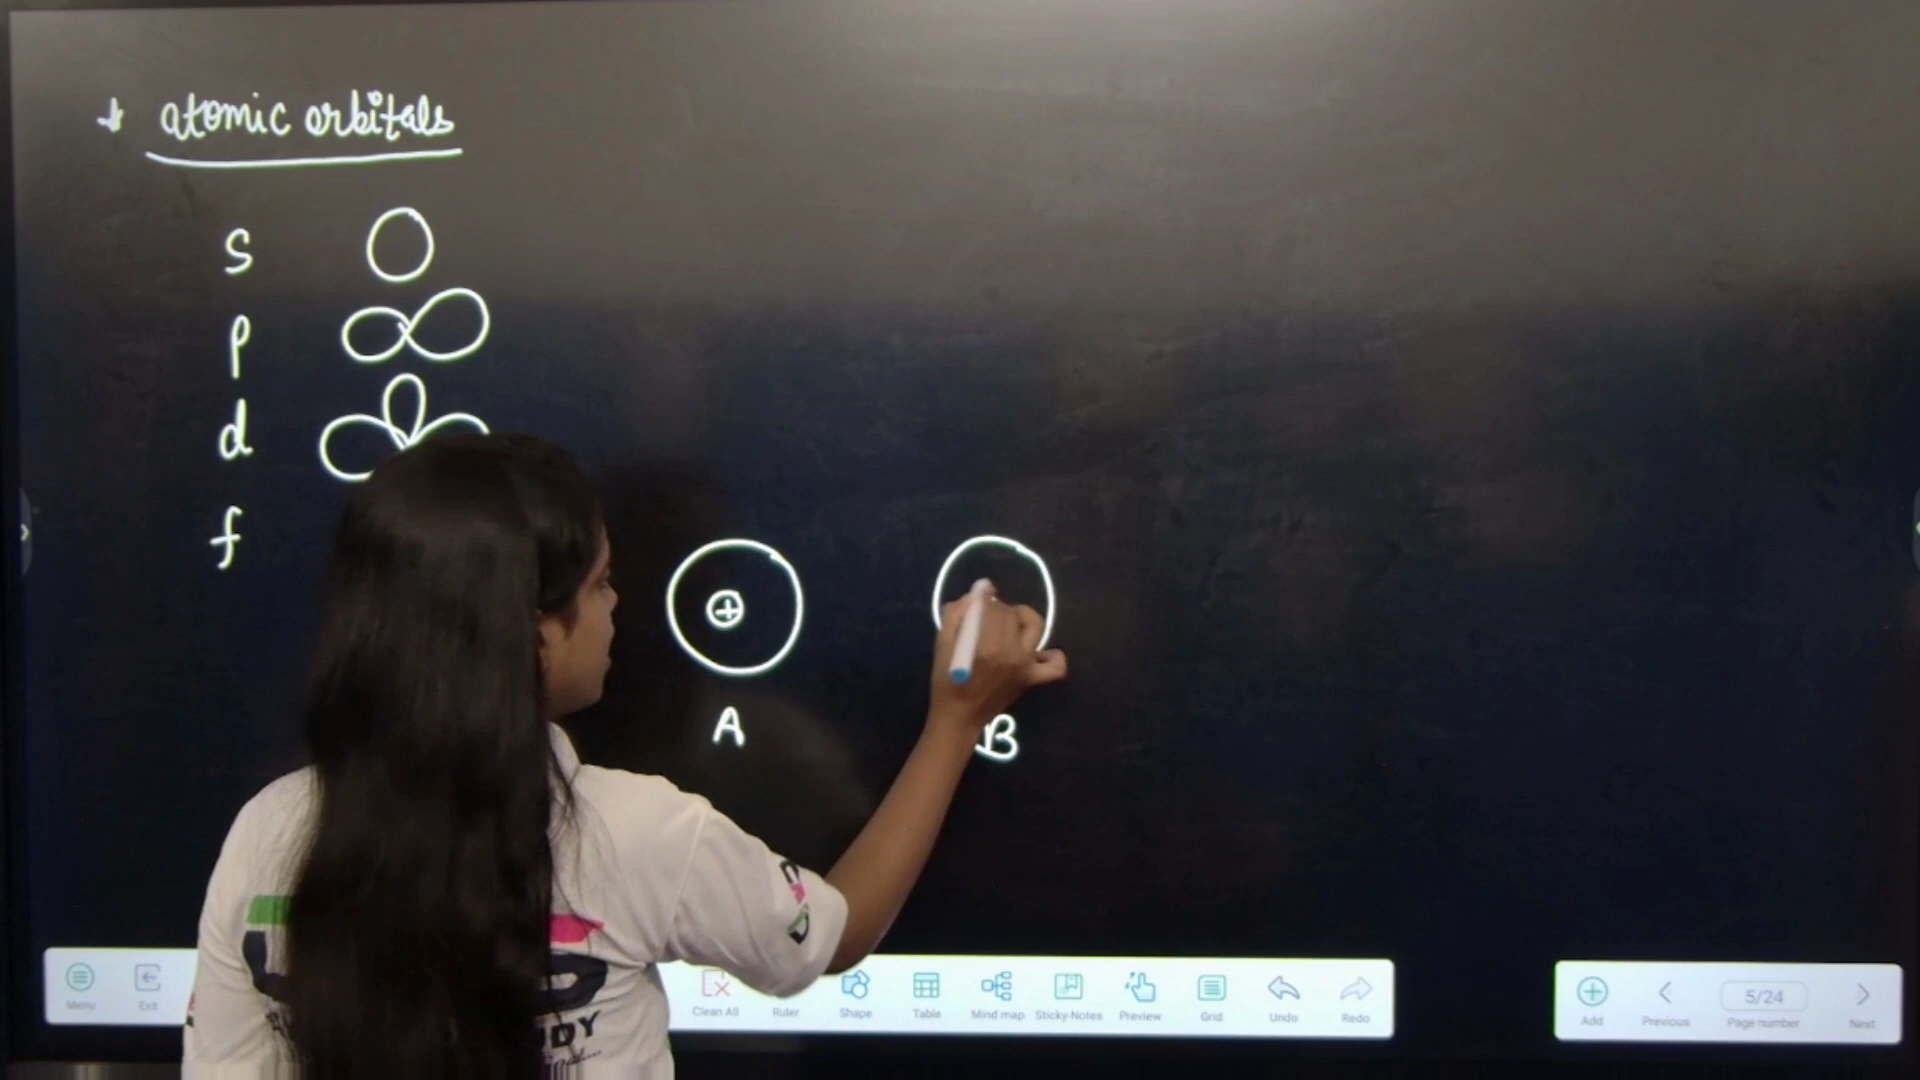 atomic orbitals
s
p
d
f
+
A
B
Menu
Exit
Clean All
Ruler
Shape
Table
Mind map
Sticky-Notes
Preview
Grid
Undo
Redo
Add
Previous
5/24
Page number
Next